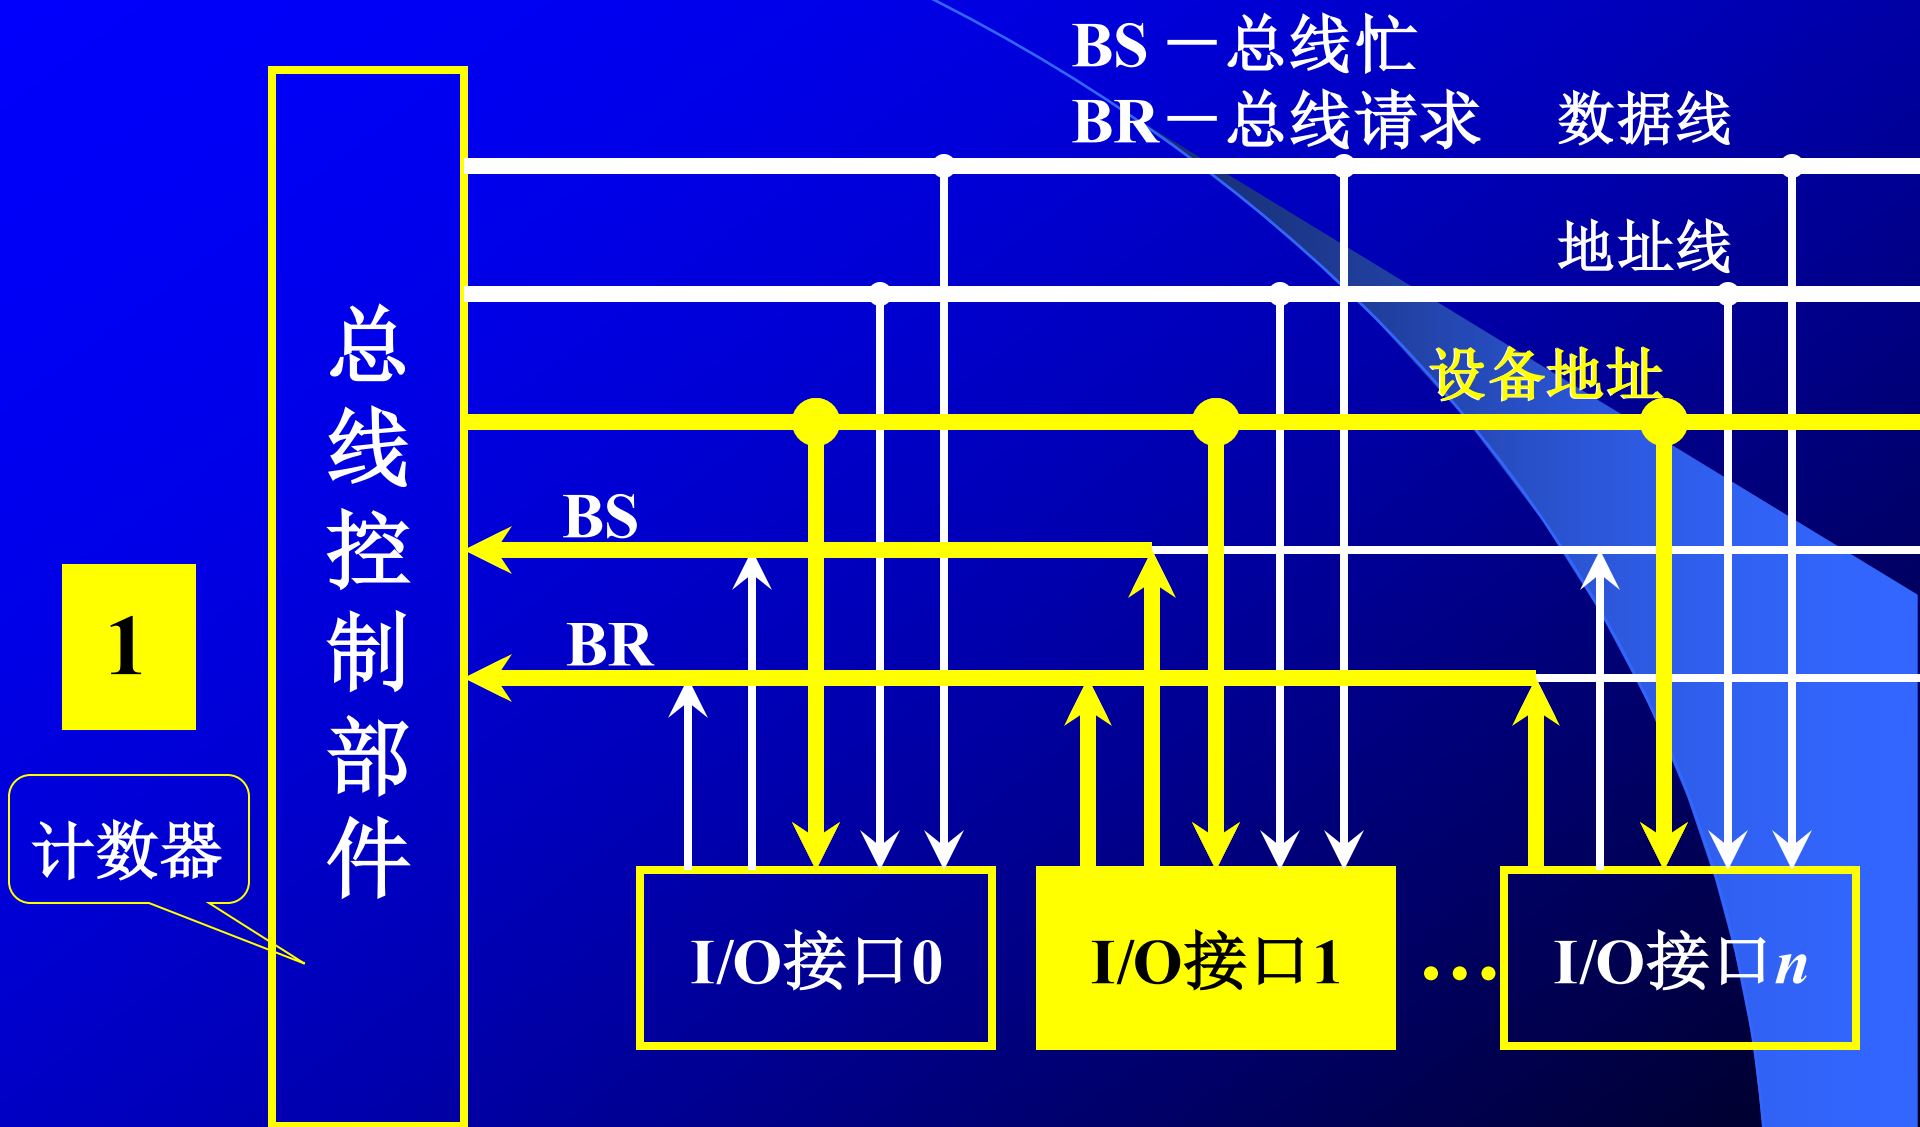 BS－总线忙
BR－总线请求
数据线
地址线
设备地址
BS
BR
总线控制部件
1
计数器
I/O接口0
I/O接口1
…
I/O接口n